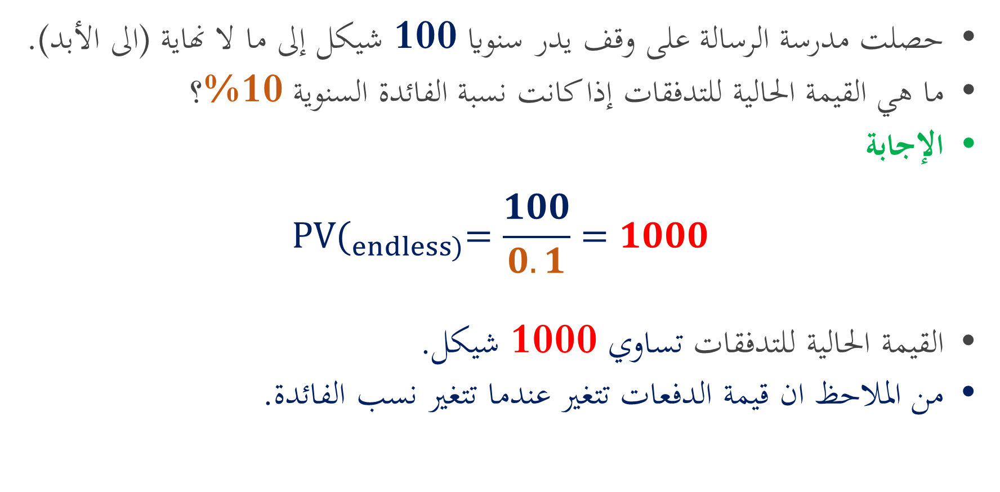 • حصلت مدرسة الرسالة على وقف يدر سنويا 100 شيكل إلى ما لا نهاية (الى الأبد).
• ما هي القيمة الحالية للتدفقات إذا كانت نسبة الفائدة السنوية 10%؟
• الإجابة
PV(endless) = 100 / 0.1 = 1000
• القيمة الحالية للتدفقات تساوي 1000 شيكل.
• من الملاحظ ان قيمة الدفعات تتغير عندما تتغير نسب الفائدة.